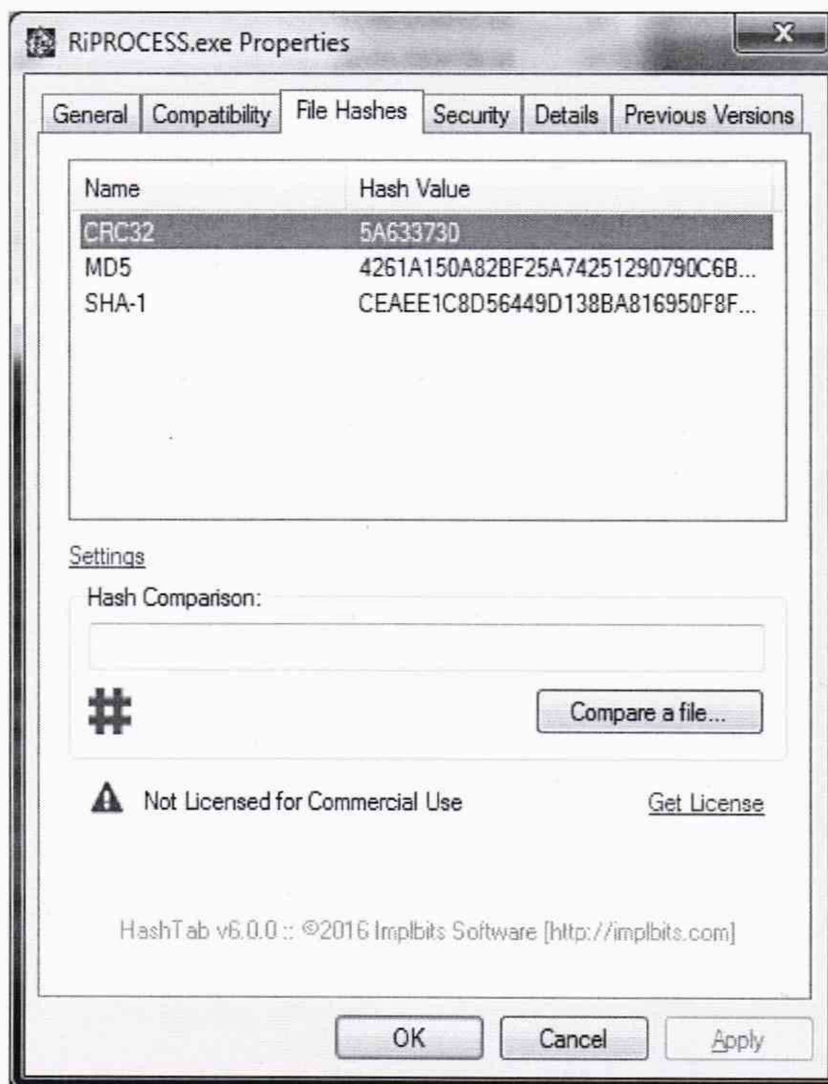 RiPROCESS.exe Properties
General Compatibility File Hashes Security Details Previous Versions
Name Hash Value
CRC32 5A633730
MD5 4261A150A82BF25A74251290790C6B...
SHA-1 CEAEE1C8D56449D138BA816950F8F...
Settings
Hash Comparison:
Compare a file...
Not Licensed for Commercial Use Get License
HashTab v6.0.0 :: ©2016 Implbits Software [http://implbits.com]
OK Cancel Apply